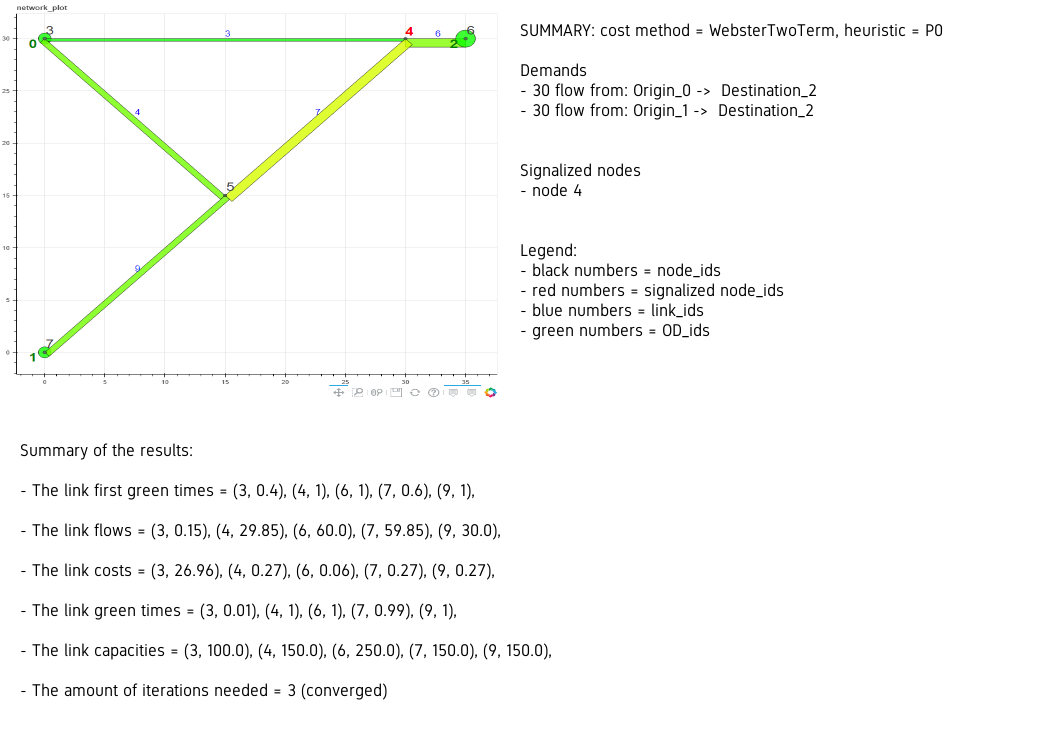 network_plot
3
3
4
6
6
0
2
30
25
4
7
20
5
15
10
9
5
7
1
0
0 5 10 15 20 25 30 35
SUMMARY: cost method = WebsterTwoTerm, heuristic = P0
Demands
- 30 flow from: Origin_0 -> Destination_2
- 30 flow from: Origin_1 -> Destination_2
Signalized nodes
- node 4
Legend:
- black numbers = node_ids
- red numbers = signalized node_ids
- blue numbers = link_ids
- green numbers = OD_ids
Summary of the results:
- The link first green times = (3, 0.4), (4, 1), (6, 1), (7, 0.6), (9, 1),
- The link flows = (3, 0.15), (4, 29.85), (6, 60.0), (7, 59.85), (9, 30.0),
- The link costs = (3, 26.96), (4, 0.27), (6, 0.06), (7, 0.27), (9, 0.27),
- The link green times = (3, 0.01), (4, 1), (6, 1), (7, 0.99), (9, 1),
- The link capacities = (3, 100.0), (4, 150.0), (6, 250.0), (7, 150.0), (9, 150.0),
- The amount of iterations needed = 3 (converged)